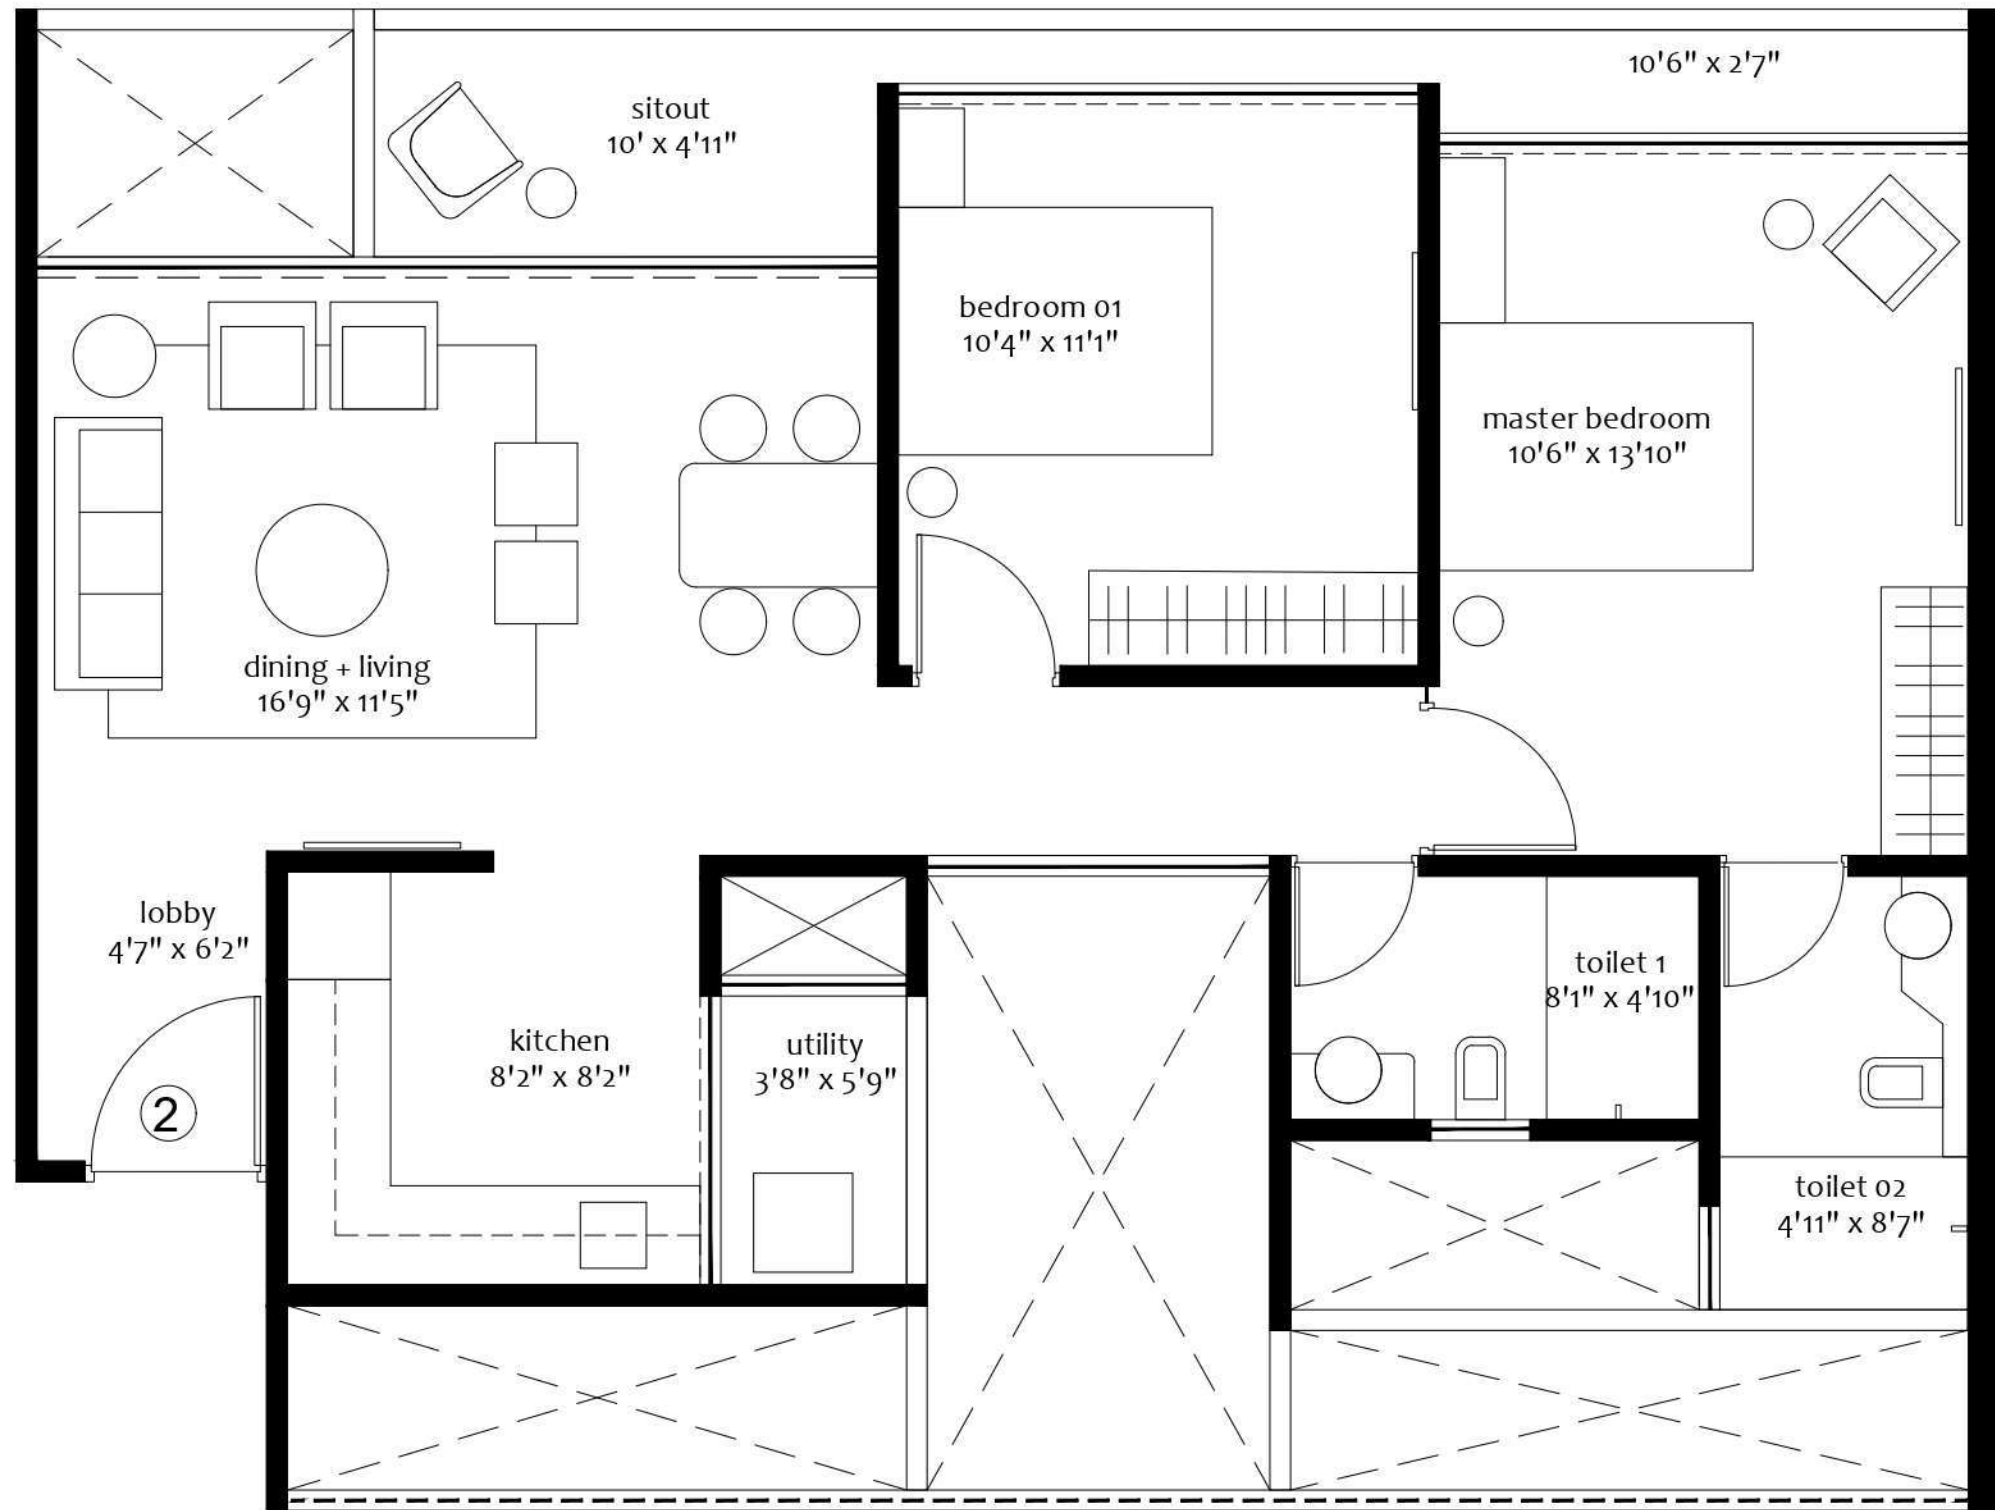 10'6" x 2'7"
sitout
10' x 4'11"
bedroom 01
10'4" x 11'1"
master bedroom
10'6" x 13'10"
dining + living
16'9" x 11'5"
lobby
4'7" x 6'2"
toilet 1
8'1" x 4'10"
kitchen
8'2" x 8'2"
utility
3'8" x 5'9"
2
toilet 02
4'11" x 8'7"